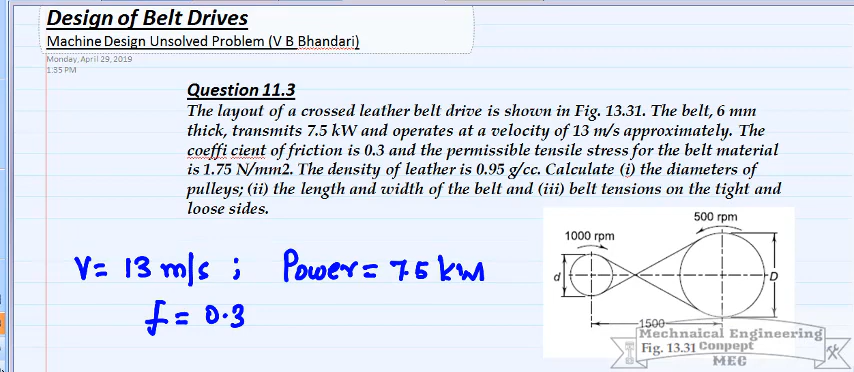 Design of Belt Drives
Machine Design Unsolved Problem (V B Bhandari)
Monday, April 29, 2019
1:35 PM
Question 11.3
The layout of a crossed leather belt drive is shown in Fig. 13.31. The belt, 6 mm
thick, transmits 7.5 kW and operates at a velocity of 13 m/s approximately. The
coeffi cient of friction is 0.3 and the permissible tensile stress for the belt material
is 1.75 N/mm2. The density of leather is 0.95 g/cc. Calculate (i) the diameters of
pulleys; (ii) the length and width of the belt and (iii) belt tensions on the tight and
loose sides.
500 rpm
1000 rpm
d
D
1500
V = 13 m/s ; Power = 7.5 kW
f = 0.3
Mechnaical Engineering
Fig. 13.31 Conpept
MEC